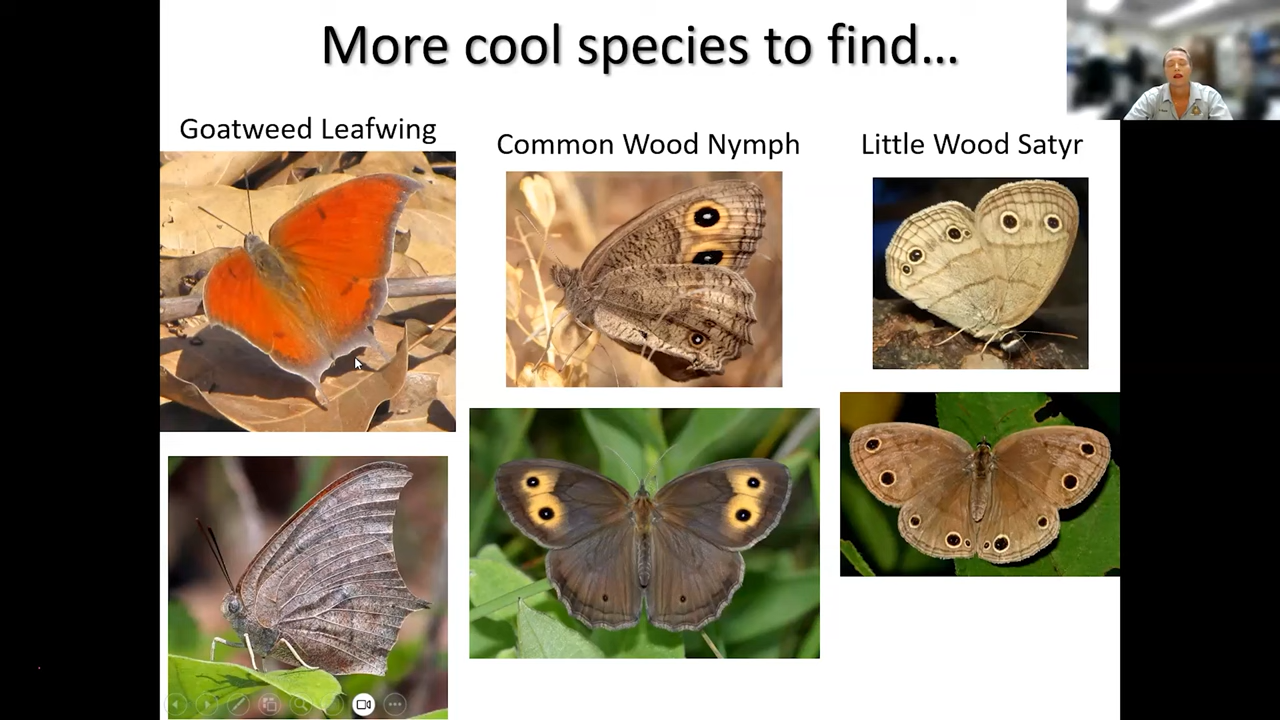 More cool species to find…
Goatweed Leafwing
Common Wood Nymph
Little Wood Satyr